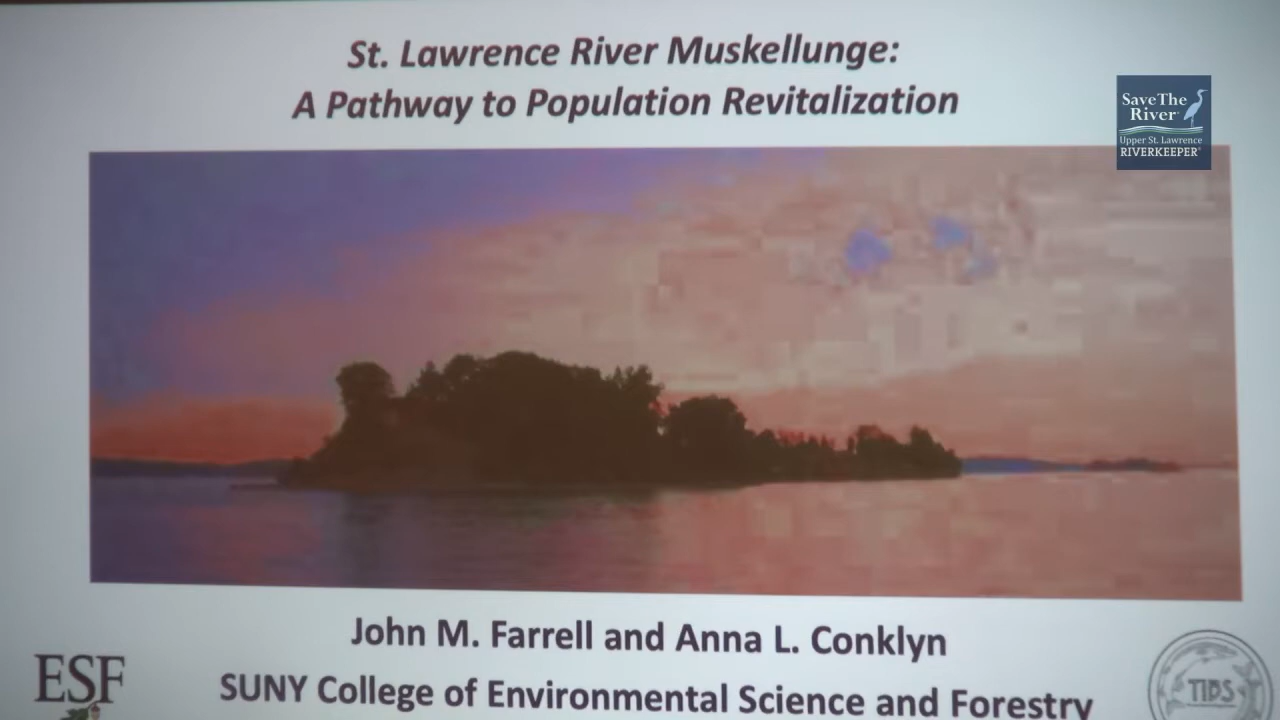 St. Lawrence River Muskellunge:
A Pathway to Population Revitalization
Save The
River
Upper St. Lawrence
RIVERKEEPER®
John M. Farrell and Anna L. Conklyn
ESF
SUNY College of Environmental Science and Forestry
TIBS